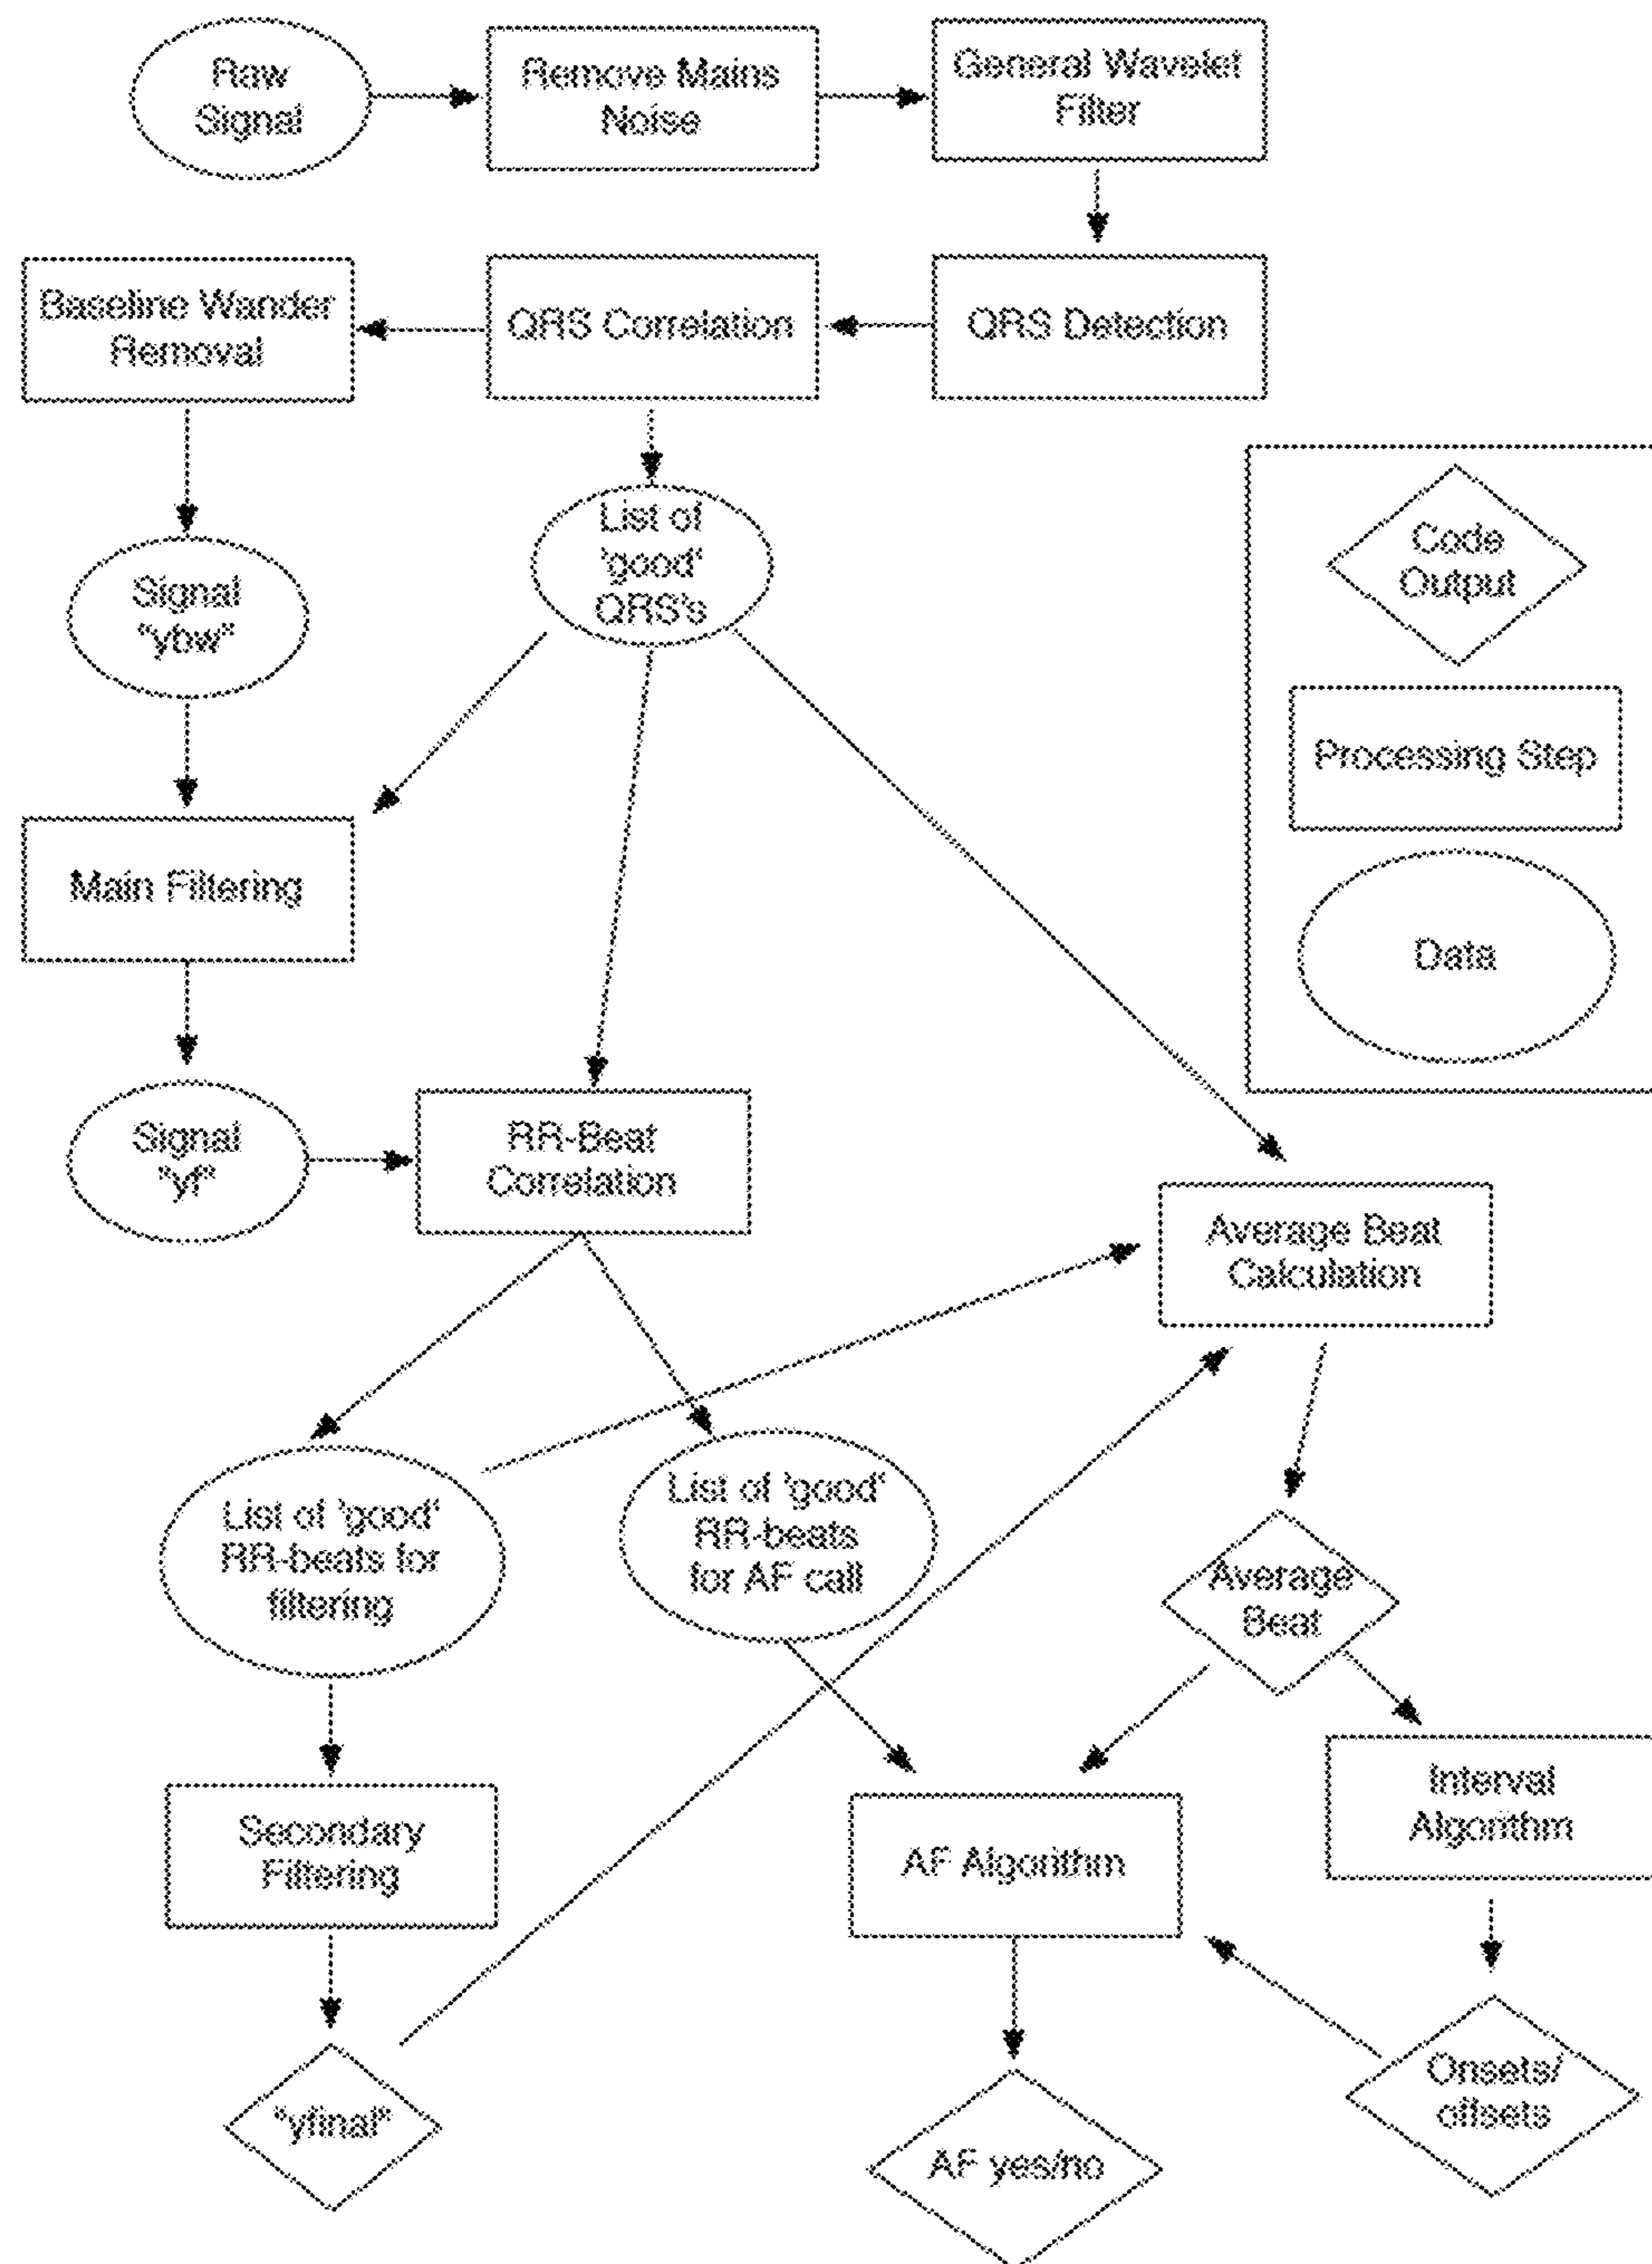 Raw
Signal
Remove Mains
Noise
General Wavelet
Filter
Baseline Wander
Removal
QRS Correlation
QRS Detection
List of
'good'
QRS's
Signal
"ybw"
Code
Output
Processing Step
Data
Main Filtering
Signal
"yf"
RR-Beat
Correlation
Average Beat
Calculation
List of 'good'
RR-beats for
filtering
List of 'good'
RR-beats
for AF call
Average
Beat
Interval
Algorithm
Secondary
Filtering
AF Algorithm
Onsets/
offsets
"yfinal"
AF yes/no